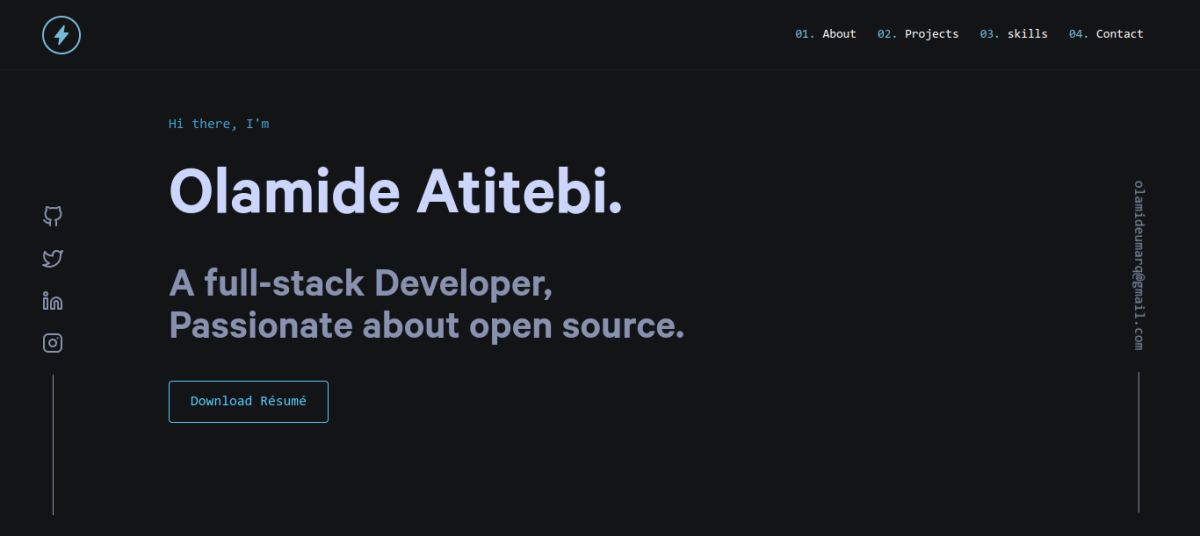 01. About 02. Projects 03. skills 04. Contact
Hi there, I'm
Olamide Atitebi.
A full-stack Developer,
Passionate about open source.
Download Résumé
olamideumarq@gmail.com